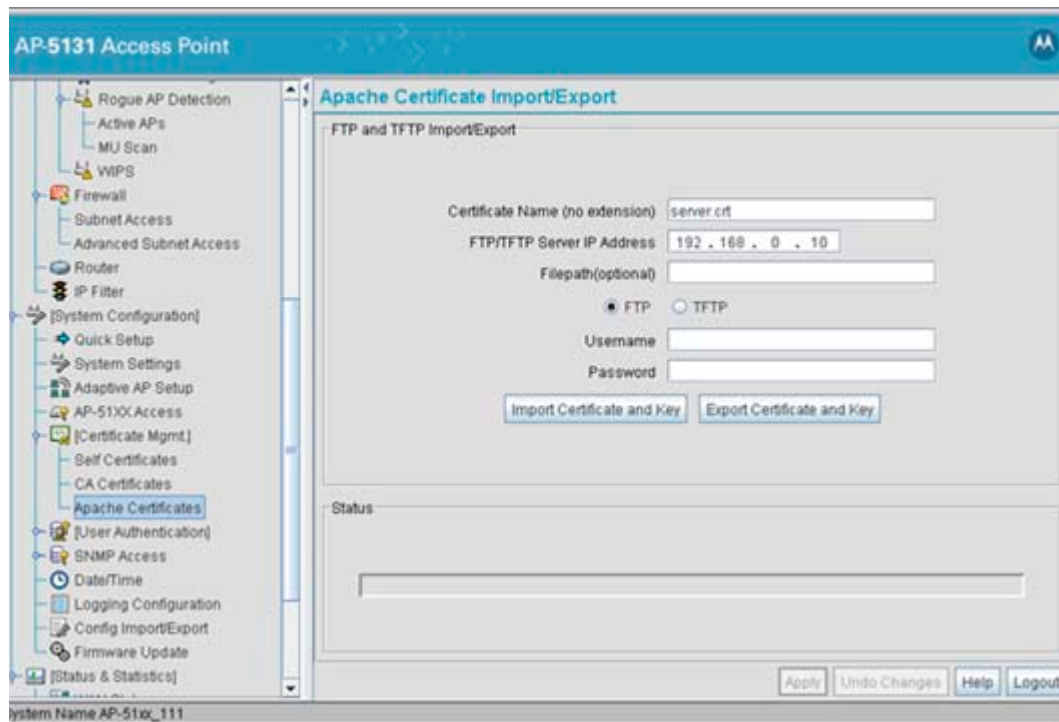 AP-5131 Access Point
Rogue AP Detection
Active APs
MU Scan
WIPS
Firewall
Subnet Access
Advanced Subnet Access
Router
IP Filter
[System Configuration]
Quick Setup
System Settings
Adaptive AP Setup
AP-51XX Access
[Certificate Mgmt.]
Self Certificates
CA Certificates
Apache Certificates
[User Authentication]
SNMP Access
Date/Time
Logging Configuration
Config Import/Export
Firmware Update
[Status & Statistics]
Apache Certificate Import/Export
FTP and TFTP Import/Export
Certificate Name (no extension) server.crt
FTP/TFTP Server IP Address 192 . 168 . 0 . 10
Filepath(optional)
FTP TFTP
Username
Password
Import Certificate and Key Export Certificate and Key
Status
Apply Undo Changes Help Logout
ystem Name AP-51xx_111